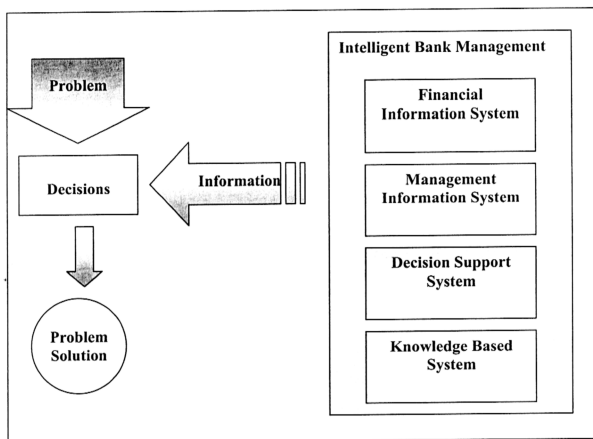 Problem
Decisions
Information
Problem
Solution
Intelligent Bank Management
Financial
Information System
Management
Information System
Decision Support
System
Knowledge Based
System